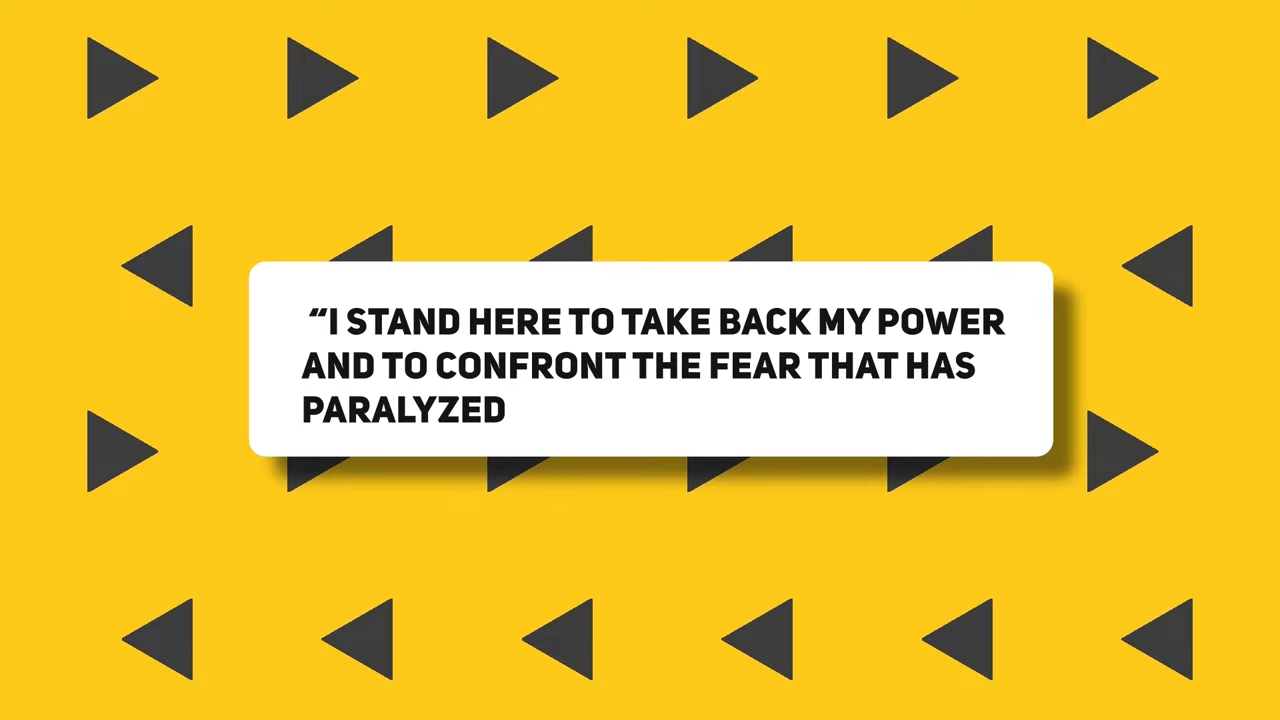 “I STAND HERE TO TAKE BACK MY POWER
AND TO CONFRONT THE FEAR THAT HAS
PARALYZED